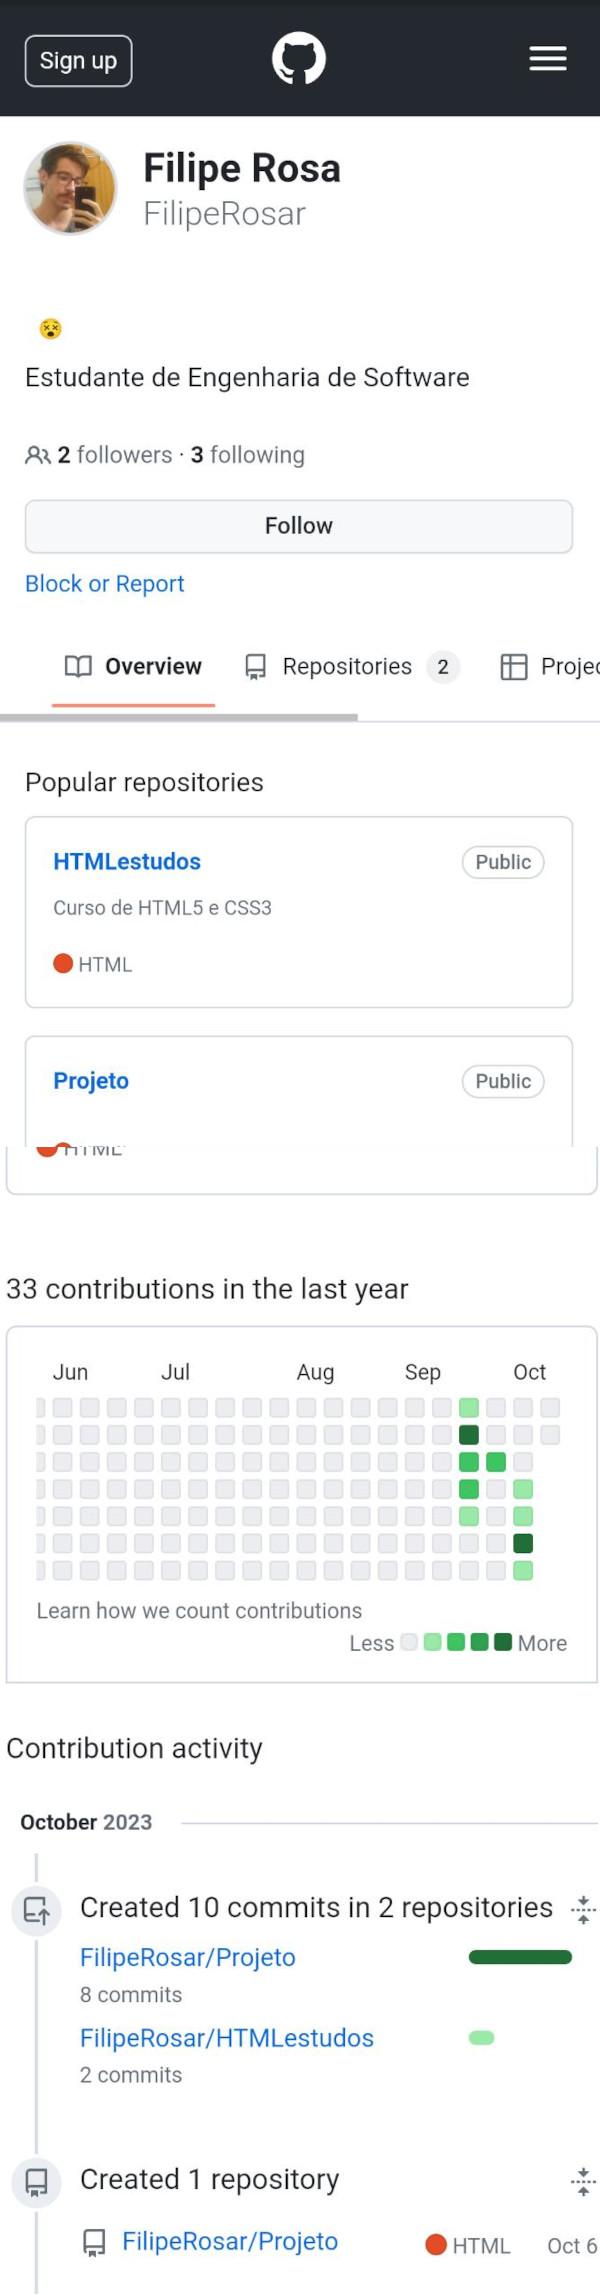 Sign up
Filipe Rosa
FilipeRosar
Estudante de Engenharia de Software
2 followers · 3 following
Follow
Block or Report
Overview Repositories 2 Projec
Popular repositories
HTMLestudos Public
Curso de HTML5 e CSS3
HTML
Projeto Public
HTML
33 contributions in the last year
Jun Jul Aug Sep Oct
Learn how we count contributions
Less More
Contribution activity
October 2023
Created 10 commits in 2 repositories
FilipeRosar/Projeto
8 commits
FilipeRosar/HTMLestudos
2 commits
Created 1 repository
FilipeRosar/Projeto HTML Oct 6